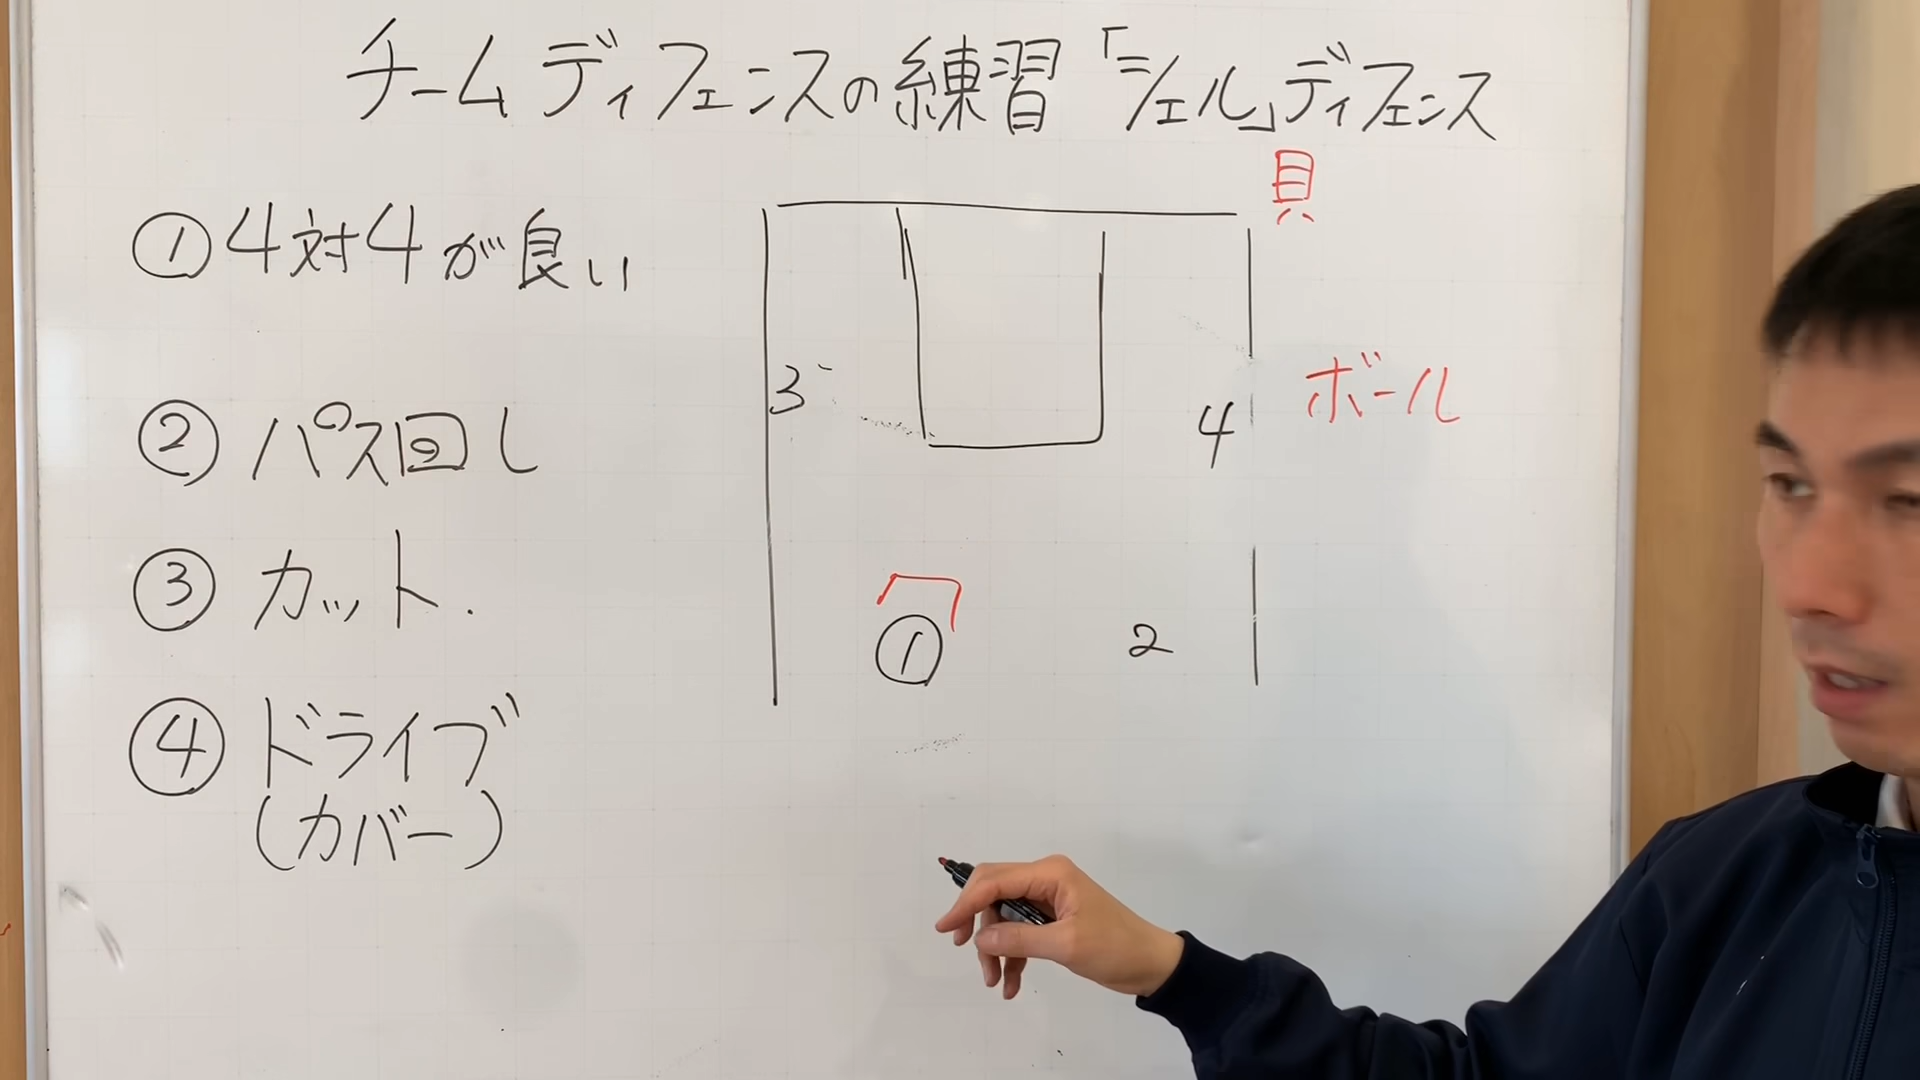 チームディフェンスの練習「シェル」ディフェンス
貝
①4対4が良い
②パス回し
③カット.
④ドライブ
(カバー)
3
4
ボール
①
2